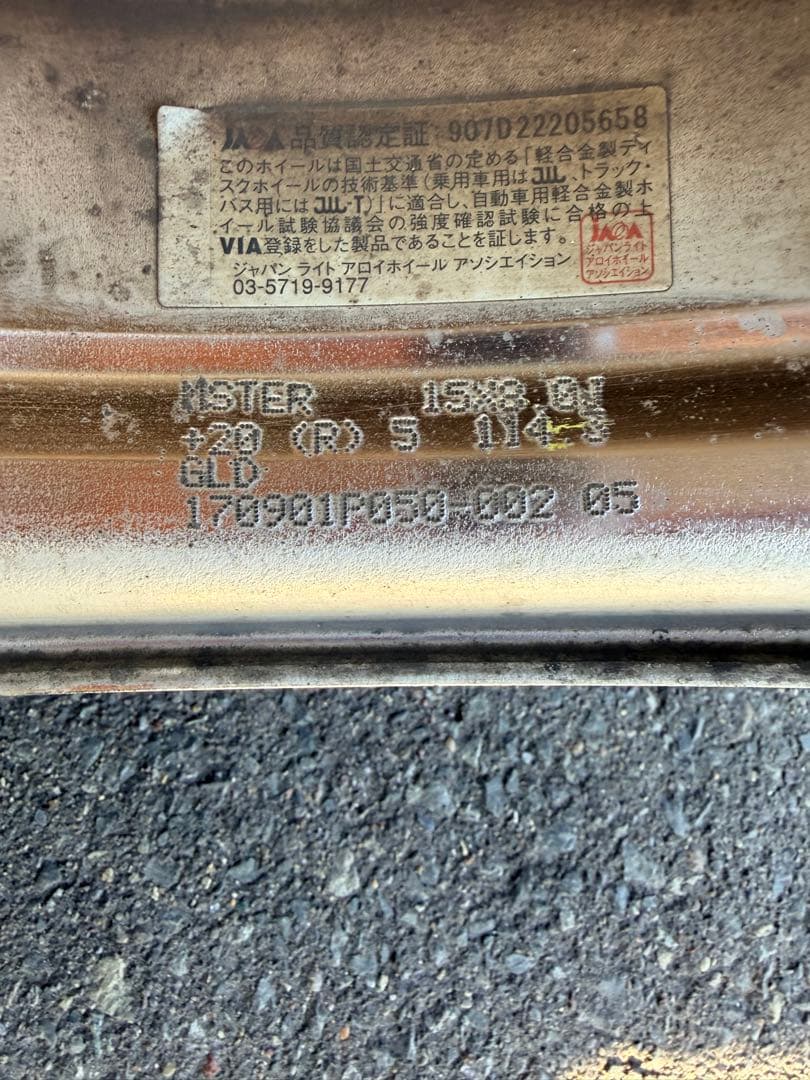 JAWA 品質認定証 : 907D22205658
このホイールは国土交通省の定める「軽合金製ディ
スクホイールの技術基準(乗用車用はJWL、トラック・
バス用にはJWL-T)」に適合し、自動車用軽合金製ホ
イール試験協議会の強度確認試験に合格の上
VIA登録をした製品であることを証します。
ジャパン ライト アロイホイール アソシエイション
03-5719-9177
JAWA
ジャパンライト
アロイホイール
アソシエイション
MSTER 15X8.0J
+20 (R) 5 114.3
GLD
170901P050-002 05